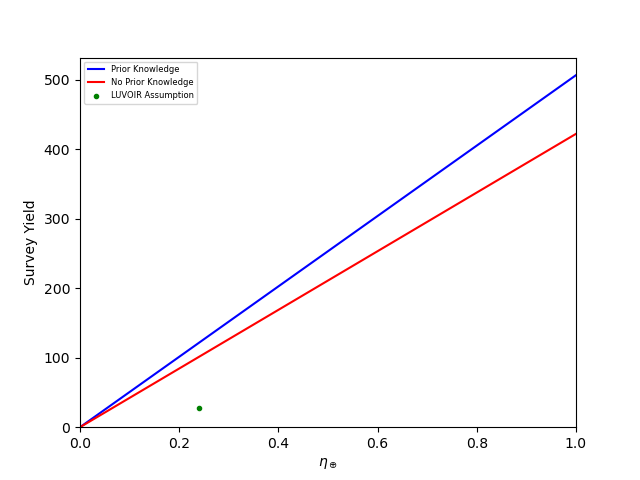 Prior Knowledge
No Prior Knowledge
LUVOIR Assumption
Survey Yield
500
400
300
200
100
0
0.0 0.2 0.4 0.6 0.8 1.0
η⊕